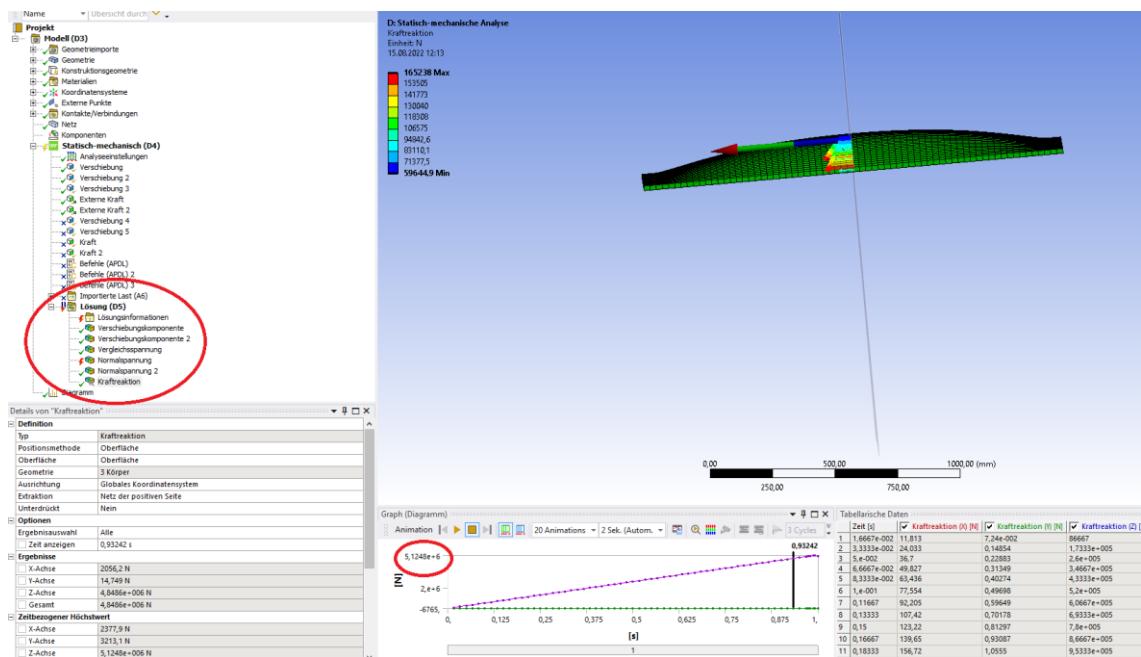 Name
Übersicht durch
Projekt
Modell (D3)
Geometrieimporte
Geometrie
Konstruktionsgeometrie
Materialien
Koordinatensysteme
Externe Punkte
Kontakte/Verbindungen
Netz
Komponenten
Statisch-mechanisch (D4)
Analyseeinstellungen
Verschiebung
Verschiebung 2
Verschiebung 3
Externe Kraft
Externe Kraft 2
Verschiebung 4
Verschiebung 5
Kraft
Kraft 2
Befehle (APDL)
Befehle (APDL) 2
Befehle (APDL) 3
Importierte Last (A6)
Lösung (D5)
Lösungsinformationen
Verschiebungskomponente
Verschiebungskomponente 2
Vergleichsspannung
Normalspannung
Normalspannung 2
Kraftreaktion
Diagramm
D: Statisch-mechanische Analyse
Kraftreaktion
Einheit: N
15.08.2022 12:13
165238 Max
153505
141773
130040
118308
106575
94842,6
83110,1
71377,5
59644,9 Min
0,00 500,00 1000,00 (mm)
250,00 750,00
Details von "Kraftreaktion"
Definition
Typ Kraftreaktion
Positionsmethode Oberfläche
Oberfläche Oberfläche
Geometrie 3 Körper
Ausrichtung Globales Koordinatensystem
Extraktion Netz der positiven Seite
Unterdrückt Nein
Optionen
Ergebnisauswahl Alle
Zeit anzeigen 0,93242 s
Ergebnisse
X-Achse 2056,2 N
Y-Achse 14,749 N
Z-Achse 4,8486e+006 N
Gesamt 4,8486e+006 N
Zeitbezogener Höchstwert
X-Achse 2377,9 N
Y-Achse 3213,1 N
Z-Achse 5,1248e+006 N
Graph (Diagramm)
Animation 20 Animations 2 Sek. (Autom. 3 Cycles
0,93242
5,1248e+6
[N]
2,e+6
-6765,
0, 0,125 0,25 0,375 0,5 0,625 0,75 0,875 1,
[s]
1
Tabellarische Daten
Zeit [s] Kraftreaktion (X) [N] Kraftreaktion (Y) [N] Kraftreaktion (Z) [
1 1,6667e-002 11,813 7,24e-002 86667
2 3,3333e-002 24,033 0,14854 1,7333e+005
3 5,e-002 36,7 0,22883 2,6e+005
4 6,6667e-002 49,827 0,31349 3,4667e+005
5 8,3333e-002 63,436 0,40274 4,3333e+005
6 1,e-001 77,554 0,49698 5,2e+005
7 0,11667 92,205 0,59649 6,0667e+005
8 0,13333 107,42 0,70178 6,9333e+005
9 0,15 123,22 0,81297 7,8e+005
10 0,16667 139,65 0,93087 8,6667e+005
11 0,18333 156,72 1,0555 9,5333e+005